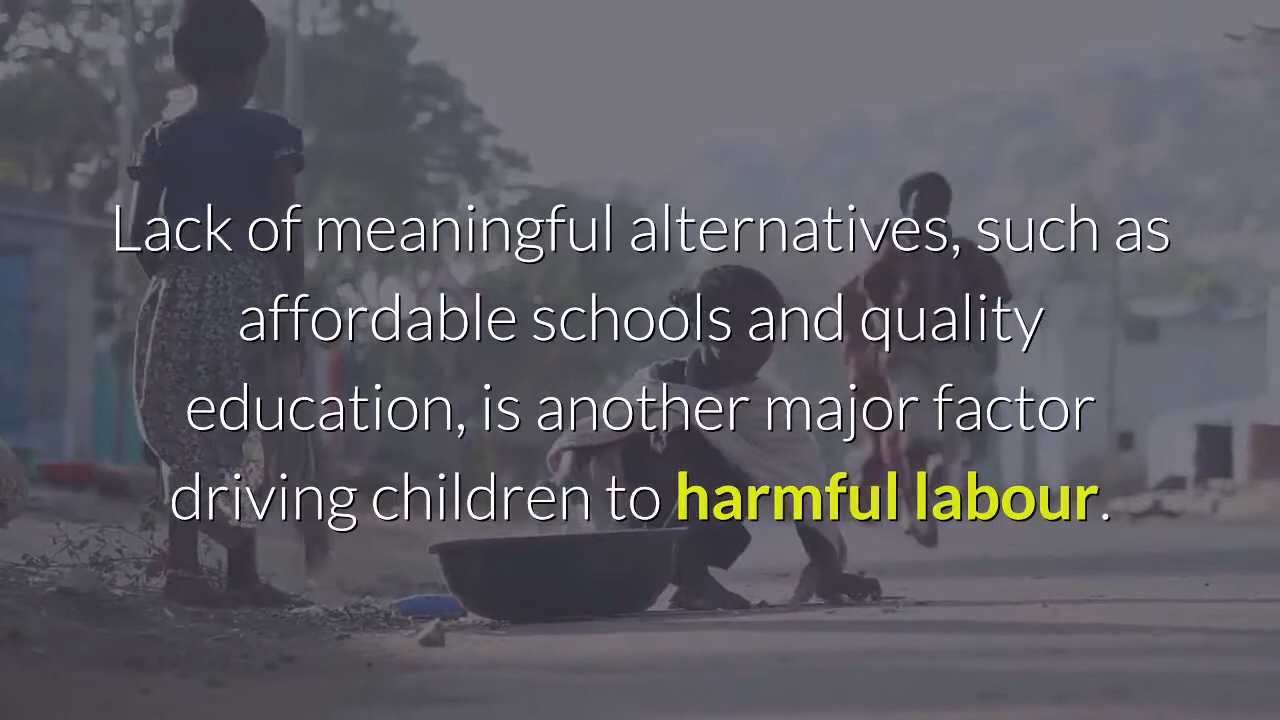 Lack of meaningful alternatives, such as
affordable schools and quality
education, is another major factor
driving children to harmful labour.